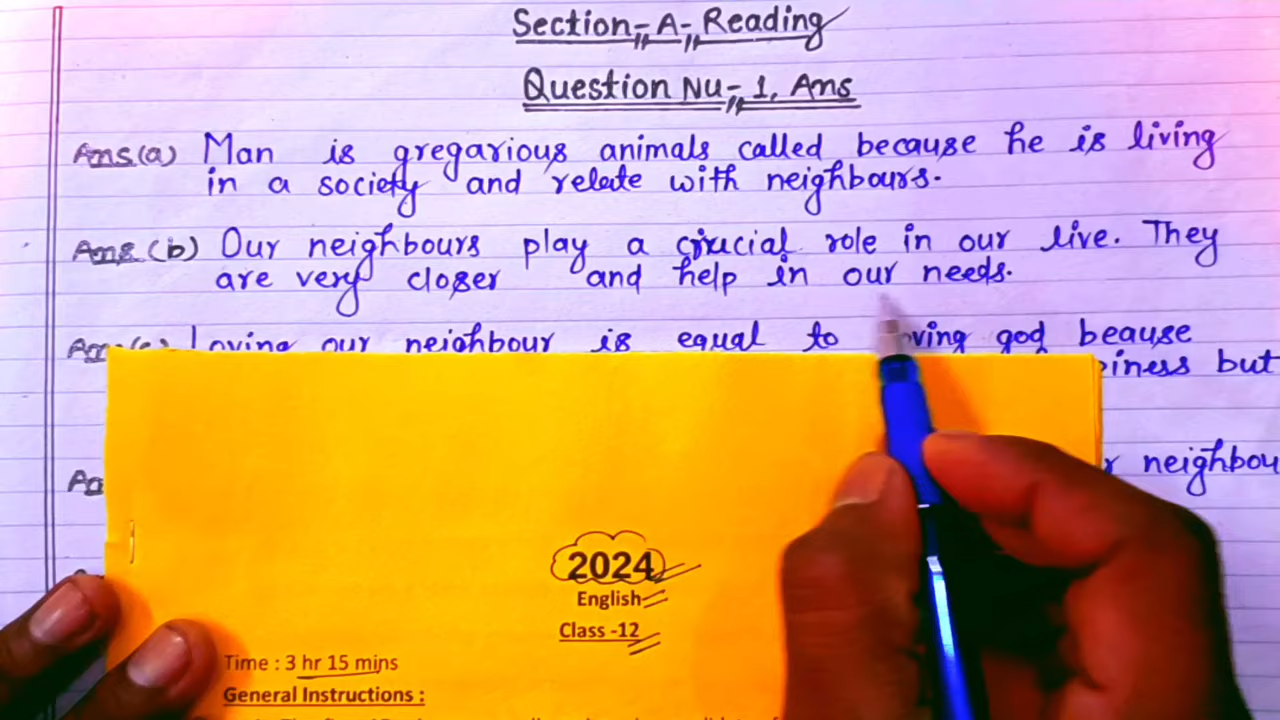 Section-A-Reading
Question Nu-1, Ans
Ans(a) Man is gregarious animals called because he is living
in a society and relate with neighbours.
Ans(b) Our neighbours play a crucial role in our live. They
are very closer and help in our needs.
Loving our neighbour is equal to loving god beause
but
2024
English
Class -12
Time : 3 hr 15 mins
General Instructions :